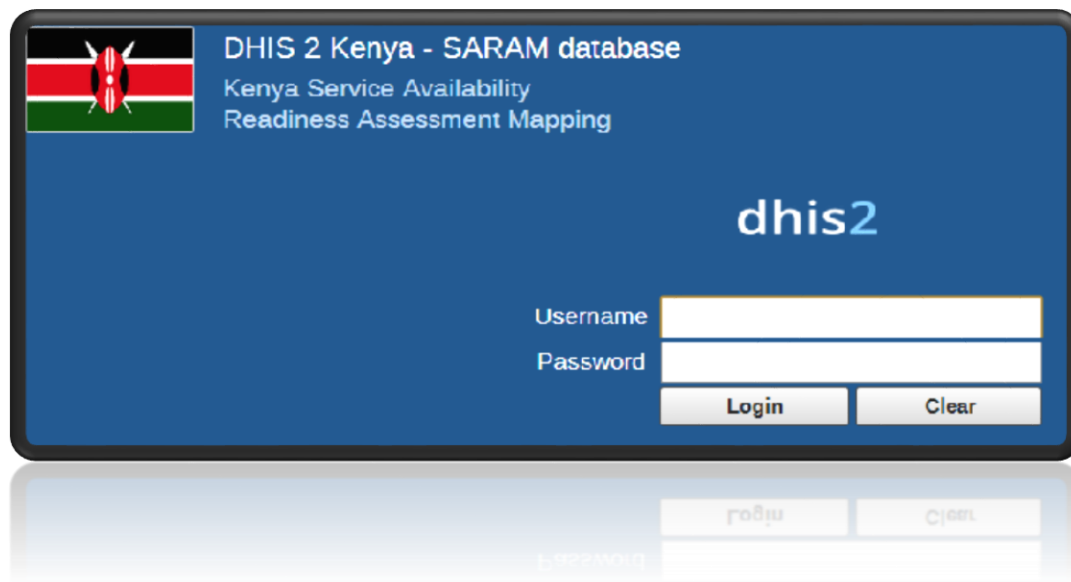 DHIS 2 Kenya - SARAM database
Kenya Service Availability
Readiness Assessment Mapping
dhis2
Username
Password
Login Clear